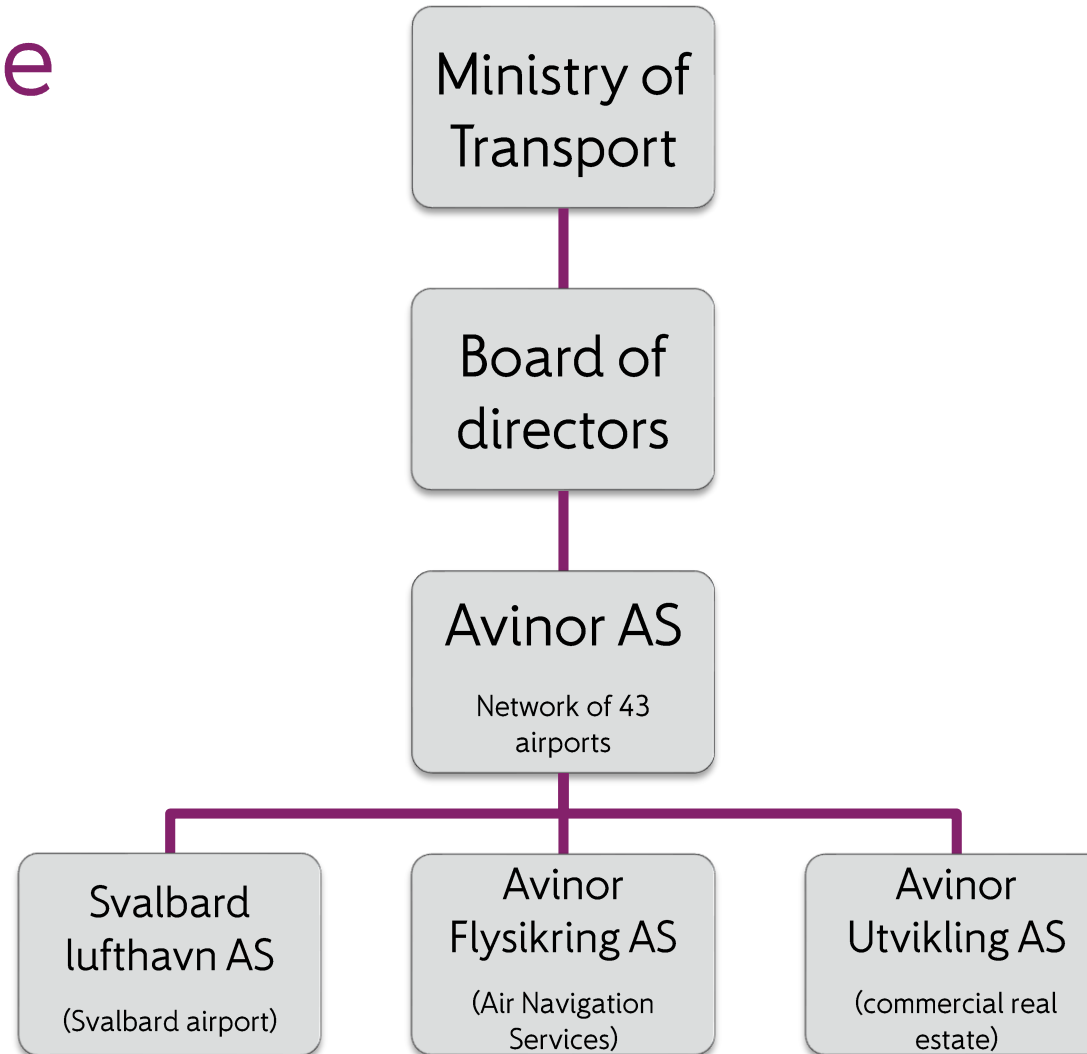 e
Ministry of
Transport
Board of
directors
Avinor AS
Network of 43
airports
Svalbard
lufthavn AS
(Svalbard airport)
Avinor
Flysikring AS
(Air Navigation
Services)
Avinor
Utvikling AS
(commercial real
estate)